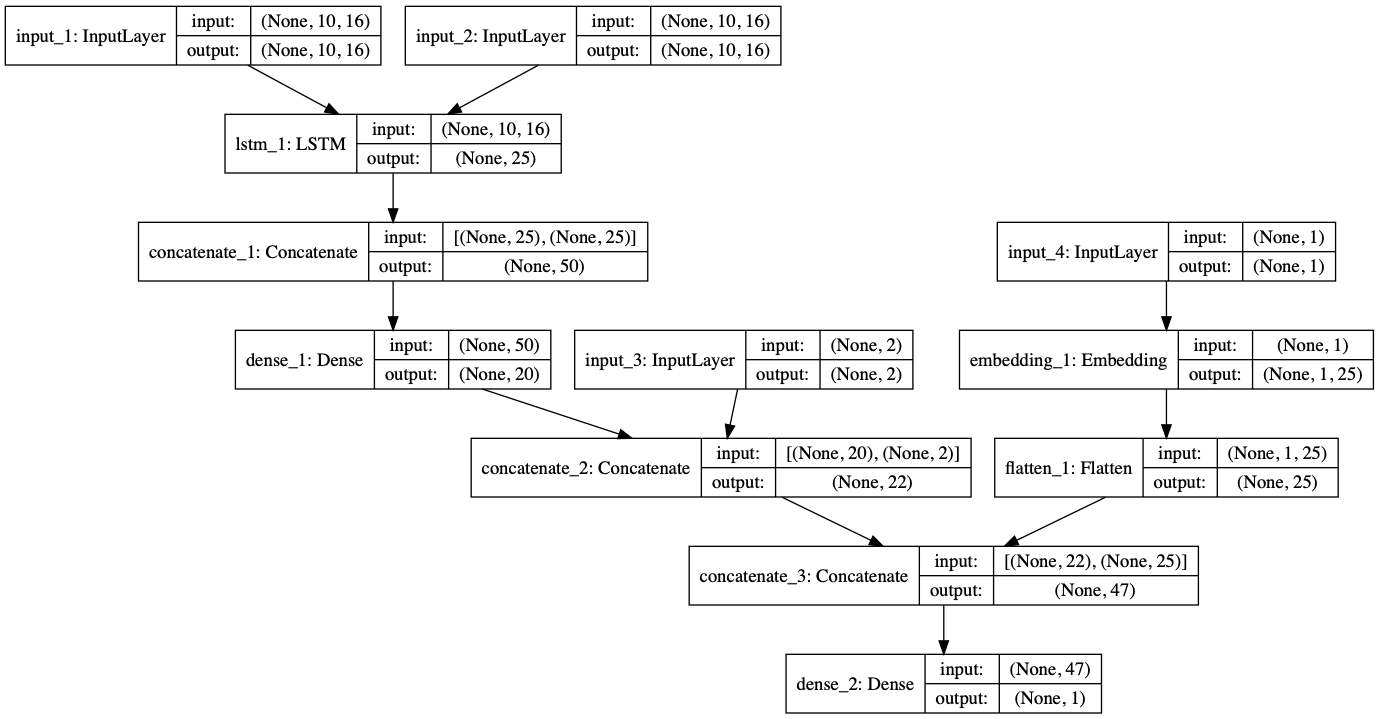 input_1: InputLayer
input: (None, 10, 16)
output: (None, 10, 16)
input_2: InputLayer
input: (None, 10, 16)
output: (None, 10, 16)
lstm_1: LSTM
input: (None, 10, 16)
output: (None, 25)
concatenate_1: Concatenate
input: [(None, 25), (None, 25)]
output: (None, 50)
input_4: InputLayer
input: (None, 1)
output: (None, 1)
dense_1: Dense
input: (None, 50)
output: (None, 20)
input_3: InputLayer
input: (None, 2)
output: (None, 2)
embedding_1: Embedding
input: (None, 1)
output: (None, 1, 25)
concatenate_2: Concatenate
input: [(None, 20), (None, 2)]
output: (None, 22)
flatten_1: Flatten
input: (None, 1, 25)
output: (None, 25)
concatenate_3: Concatenate
input: [(None, 22), (None, 25)]
output: (None, 47)
dense_2: Dense
input: (None, 47)
output: (None, 1)